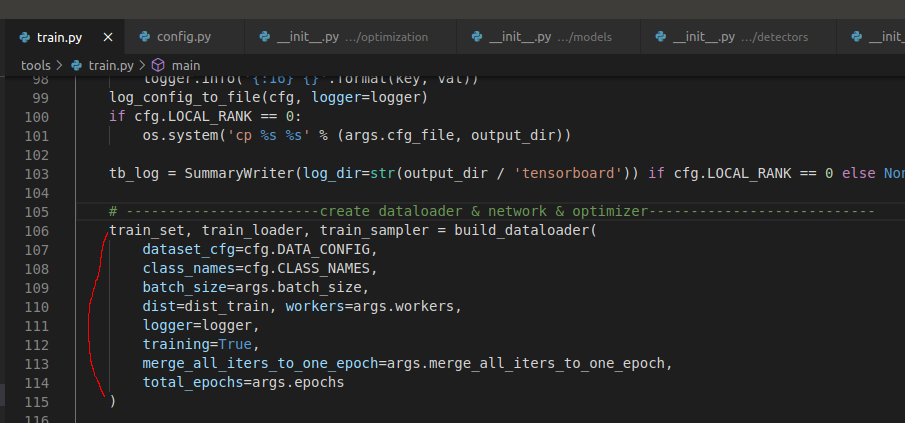 train.py × config.py __init__.py .../optimization __init__.py .../models __init__.py .../detectors __init_
tools > train.py > main
98 logger.info('{:16} {}'.format(key, val))
99 log_config_to_file(cfg, logger=logger)
100 if cfg.LOCAL_RANK == 0:
101 os.system('cp %s %s' % (args.cfg_file, output_dir))
102
103 tb_log = SummaryWriter(log_dir=str(output_dir / 'tensorboard')) if cfg.LOCAL_RANK == 0 else Non
104
105 # -----------------------create dataloader & network & optimizer---------------------------
106 train_set, train_loader, train_sampler = build_dataloader(
107 dataset_cfg=cfg.DATA_CONFIG,
108 class_names=cfg.CLASS_NAMES,
109 batch_size=args.batch_size,
110 dist=dist_train, workers=args.workers,
111 logger=logger,
112 training=True,
113 merge_all_iters_to_one_epoch=args.merge_all_iters_to_one_epoch,
114 total_epochs=args.epochs
115 )
116